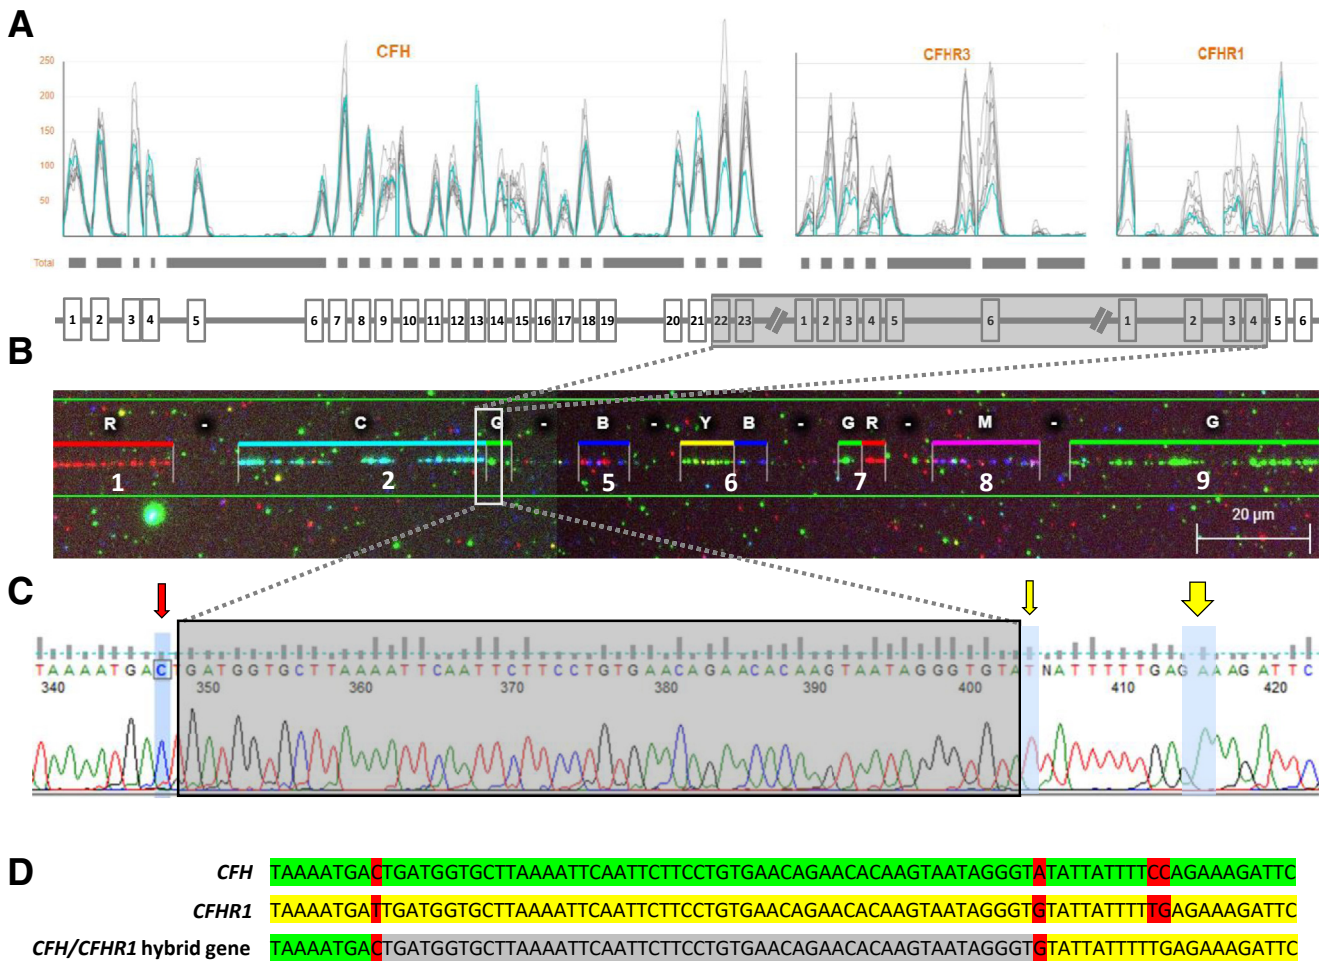 A
CFH
CFHR3
CFHR1
250
200
150
100
50
Total
1 2 3 4 5 6 7 8 9 10 11 12 13 14 15 16 17 18 19 20 21 22 23 1 2 3 4 5 6 1 2 3 4 5 6
B
R - C G - B - Y B - G R - M - G
1 2 5 6 7 8 9
20 µm
C
TAAAATGACTGATGGTGCTTAAAATTCAATTCTTCCTGTGAACAGAACACAAGTAATAGGGTGTATNATTTTTGAGAAAGATTC
340 350 360 370 380 390 400 410 420
D
CFH TAAAATGACTGATGGTGCTTAAAATTCAATTCTTCCTGTGAACAGAACACAAGTAATAGGGTATATTATTTTCCAGAAAGATTC
CFHR1 TAAAATGATTGATGGTGCTTAAAATTCAATTCTTCCTGTGAACAGAACACAAGTAATAGGGTGTATTATTTTTGAGAAAGATTC
CFH/CFHR1 hybrid gene TAAAATGACTGATGGTGCTTAAAATTCAATTCTTCCTGTGAACAGAACACAAGTAATAGGGTGTATTATTTTTGAGAAAGATTC